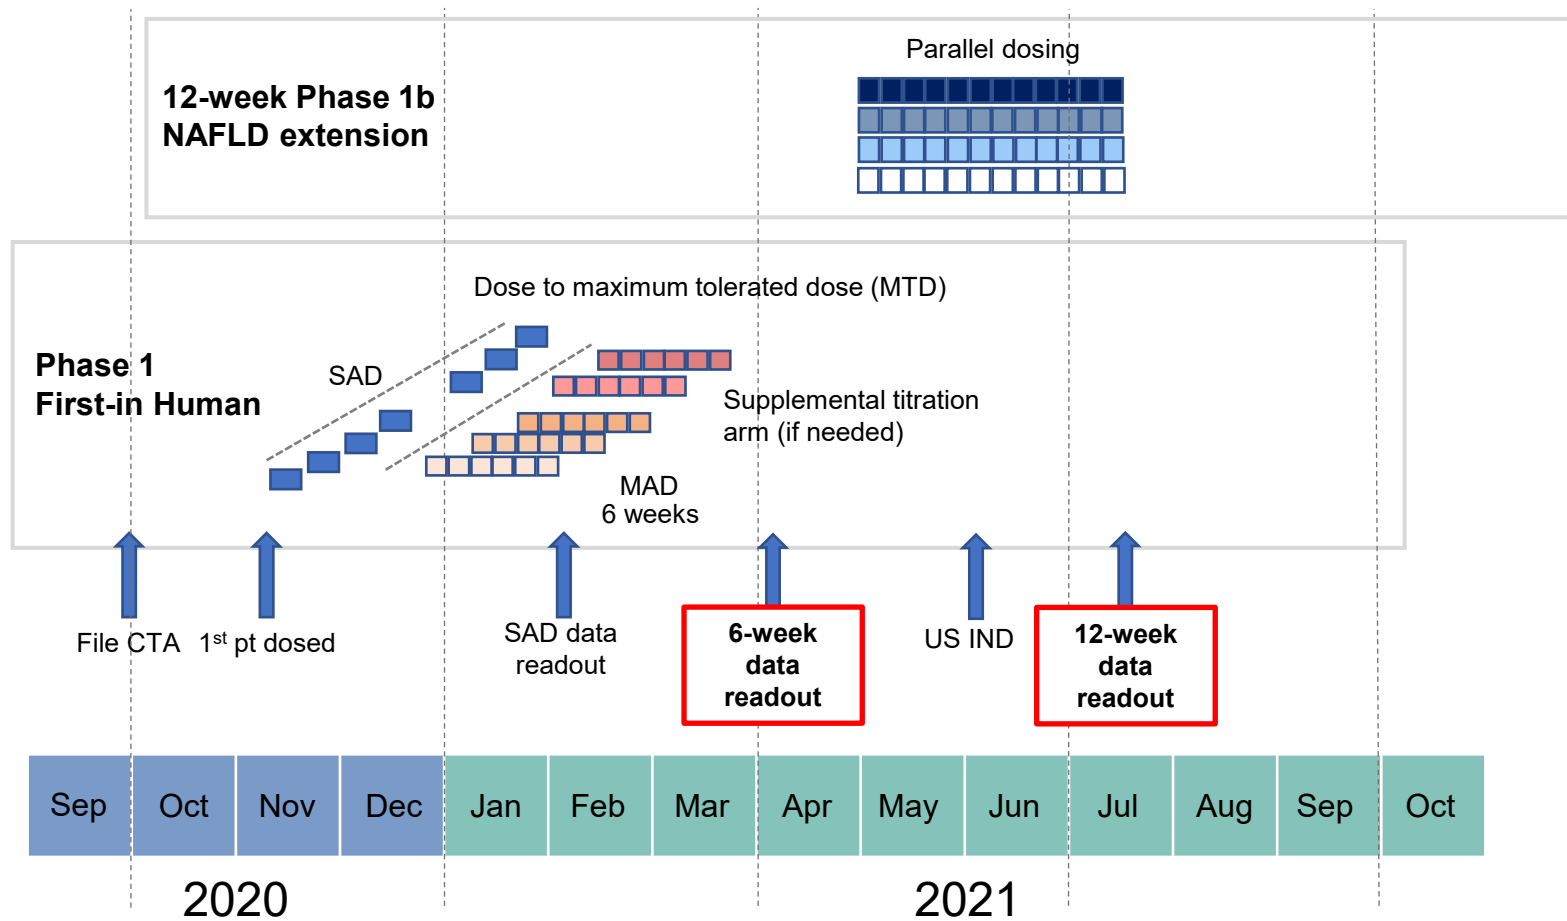 Parallel dosing
12-week Phase 1b
NAFLD extension
Dose to maximum tolerated dose (MTD)
Phase 1
First-in Human
SAD
Supplemental titration
arm (if needed)
MAD
6 weeks
File CTA
1st pt dosed
SAD data
readout
6-week
data
readout
US IND
12-week
data
readout
Sep
Oct
Nov
Dec
Jan
Feb
Mar
Apr
May
Jun
Jul
Aug
Sep
Oct
2020
2021